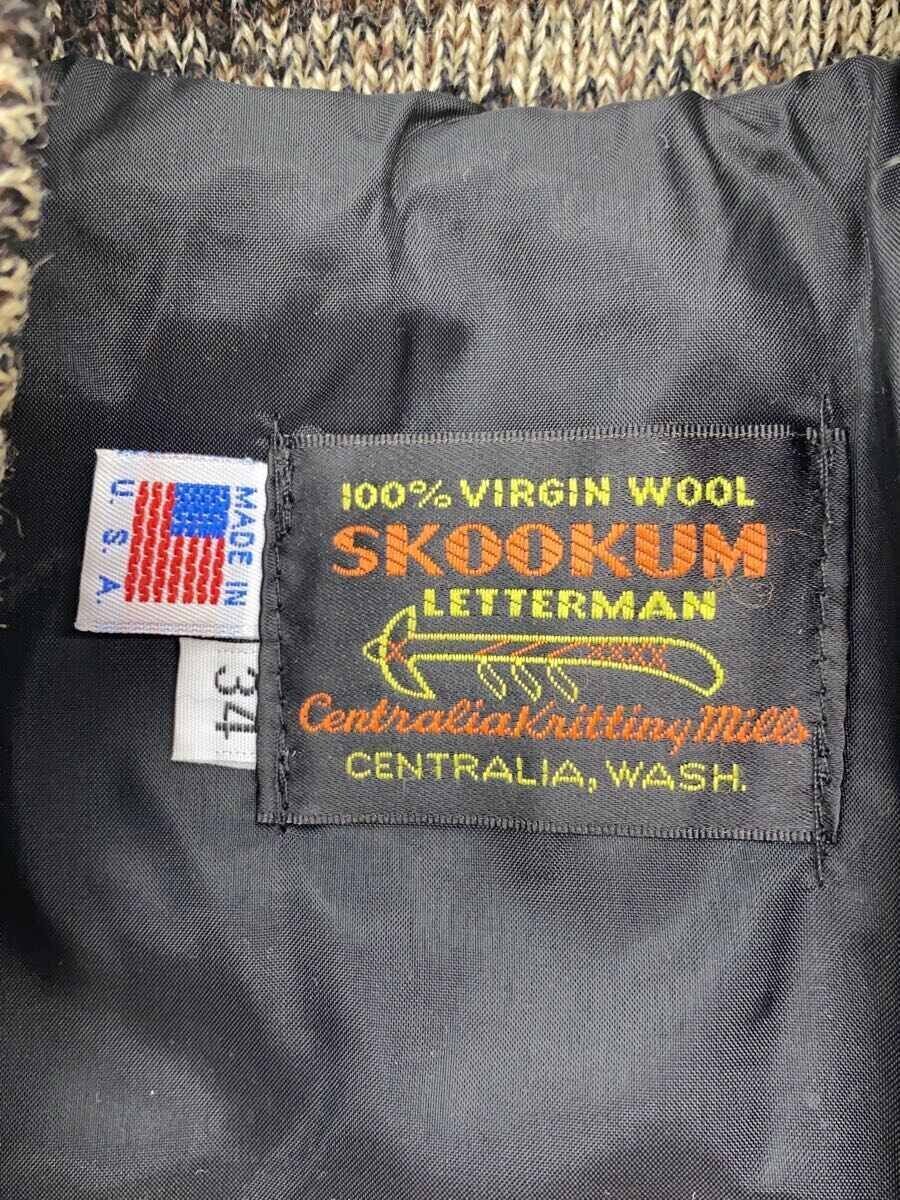 100% VIRGIN WOOL
SKOOKUM
LETTERMAN
Centralia Knitting Mills
CENTRALIA, WASH.
MADE IN
U. S. A.
34